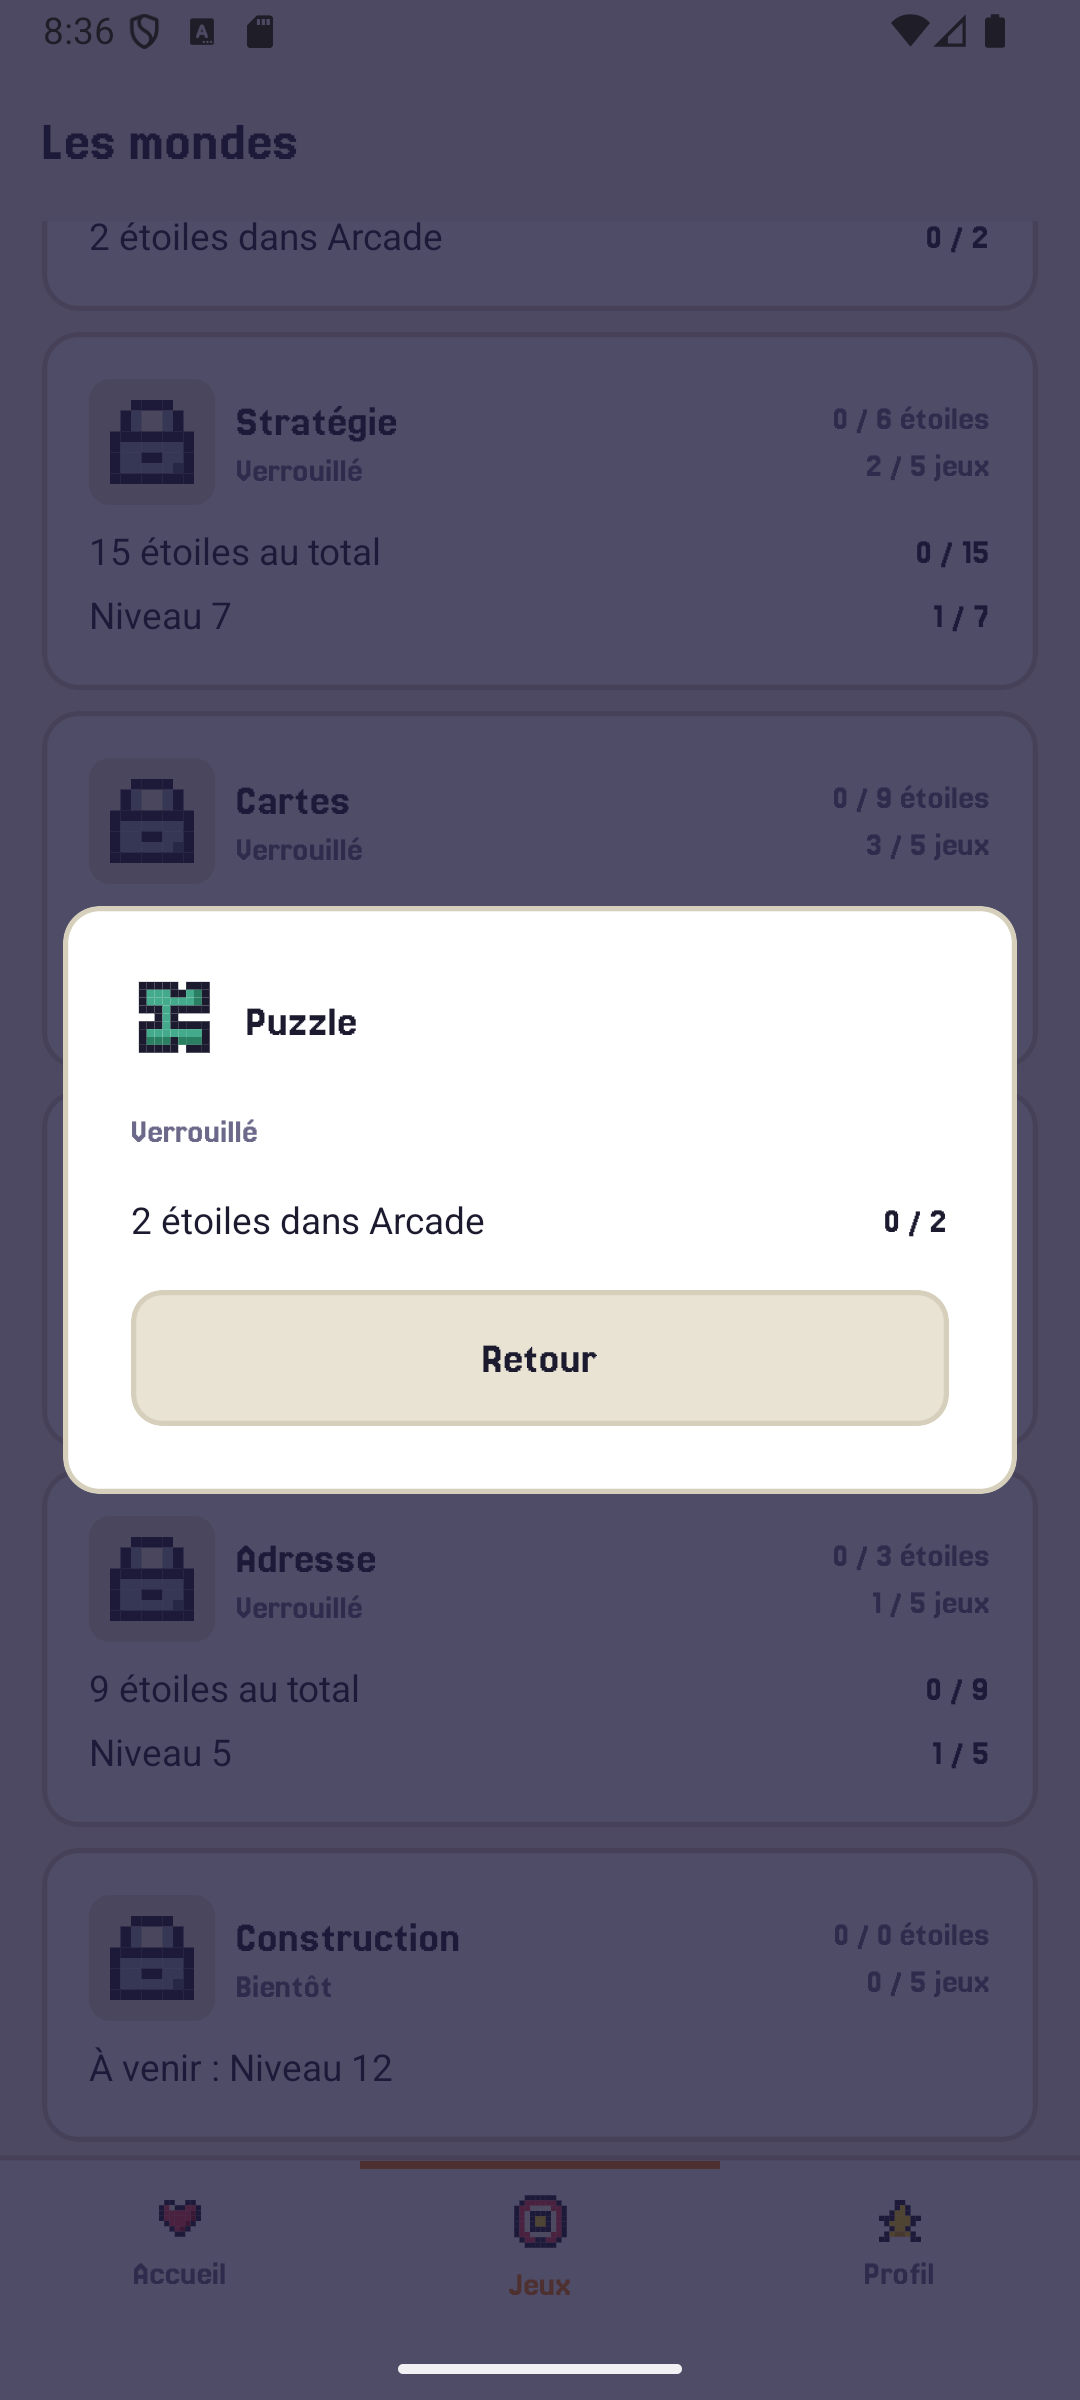 8:36
Les mondes
2 étoiles dans Arcade 0 / 2
Stratégie 0 / 6 étoiles
Verrouillé 2 / 5 jeux
15 étoiles au total 0 / 15
Niveau 7 1 / 7
Cartes 0 / 9 étoiles
Verrouillé 3 / 5 jeux
Puzzle
Verrouillé
2 étoiles dans Arcade 0 / 2
Retour
Adresse 0 / 3 étoiles
Verrouillé 1 / 5 jeux
9 étoiles au total 0 / 9
Niveau 5 1 / 5
Construction 0 / 0 étoiles
Bientôt 0 / 5 jeux
À venir : Niveau 12
Accueil Jeux Profil